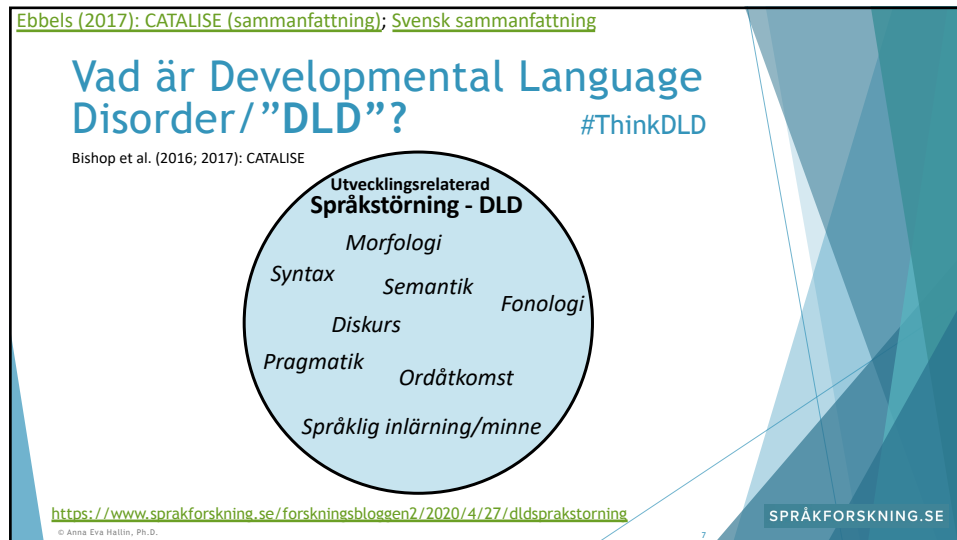 Ebbels (2017): CATALISE (sammanfattning); Svensk sammanfattning
Vad är Developmental Language
Disorder/”DLD”?
#ThinkDLD
Bishop et al. (2016; 2017): CATALISE
Utvecklingsrelaterad
Språkstörning - DLD
Morfologi
Syntax
Semantik
Fonologi
Diskurs
Pragmatik
Ordåtkomst
Språklig inlärning/minne
https://www.sprakforskning.se/forskningsbloggen2/2020/4/27/dldsprakstorning
© Anna Eva Hallin, Ph.D.
7
SPRÅKFORSKNING.SE